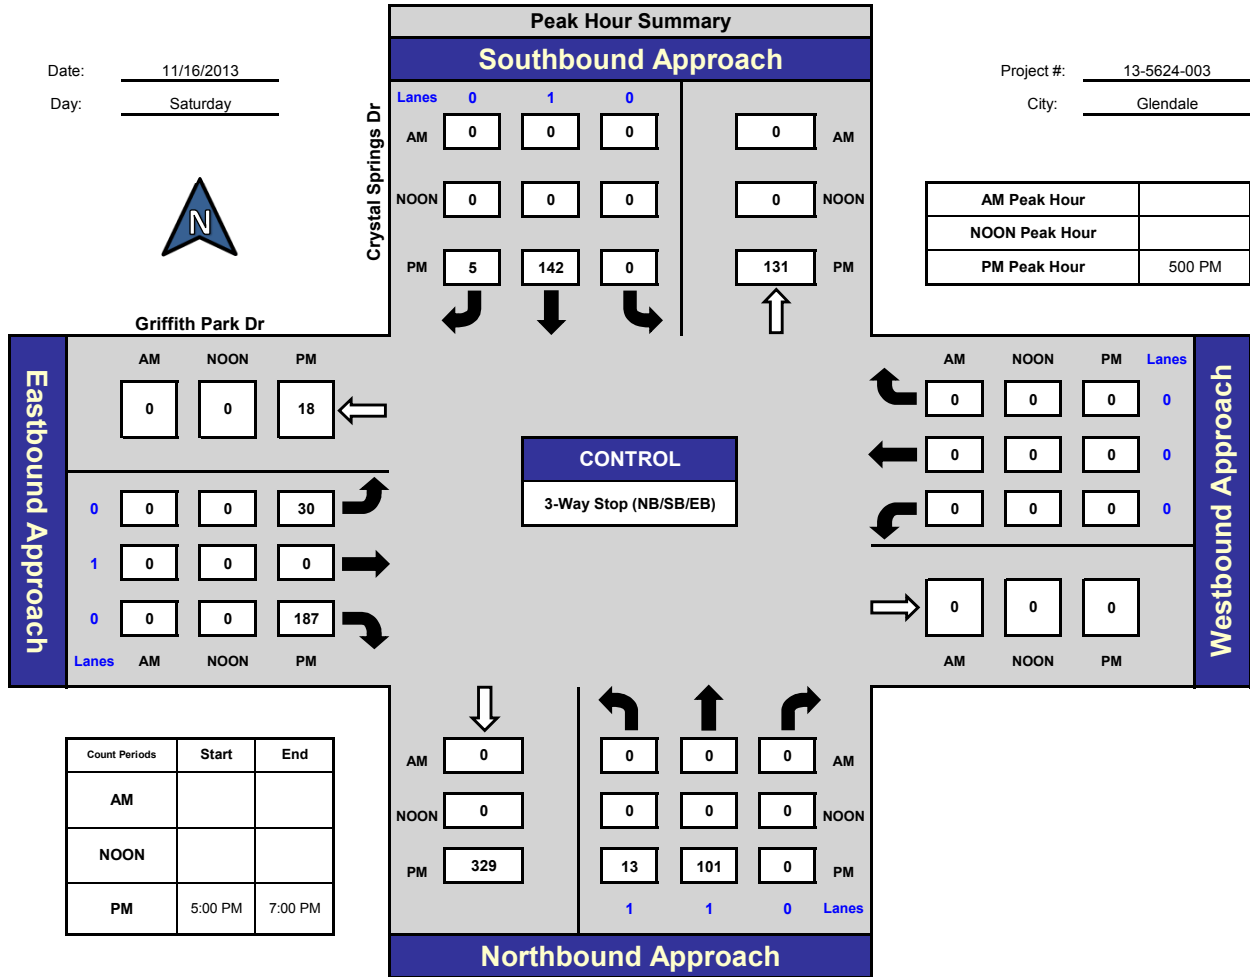 Peak Hour Summary
Southbound Approach
Date: 11/16/2013
Day: Saturday
Project #: 13-5624-003
City: Glendale
N
Crystal Springs Dr
Lanes 0 1 0
AM 0 0 0 0 AM
NOON 0 0 0 0 NOON
PM 5 142 0 131 PM
AM Peak Hour
NOON Peak Hour
PM Peak Hour 500 PM
Griffith Park Dr
Eastbound Approach
AM NOON PM
0 0 18
0 0 0 30
1 0 0 0
0 0 0 187
Lanes AM NOON PM
CONTROL
3-Way Stop (NB/SB/EB)
AM NOON PM Lanes
0 0 0 0
0 0 0 0
0 0 0 0
0 0 0
AM NOON PM
Westbound Approach
Count Periods Start End
AM
NOON
PM 5:00 PM 7:00 PM
AM 0 0 0 0 AM
NOON 0 0 0 0 NOON
PM 329 13 101 0 PM
1 1 0 Lanes
Northbound Approach